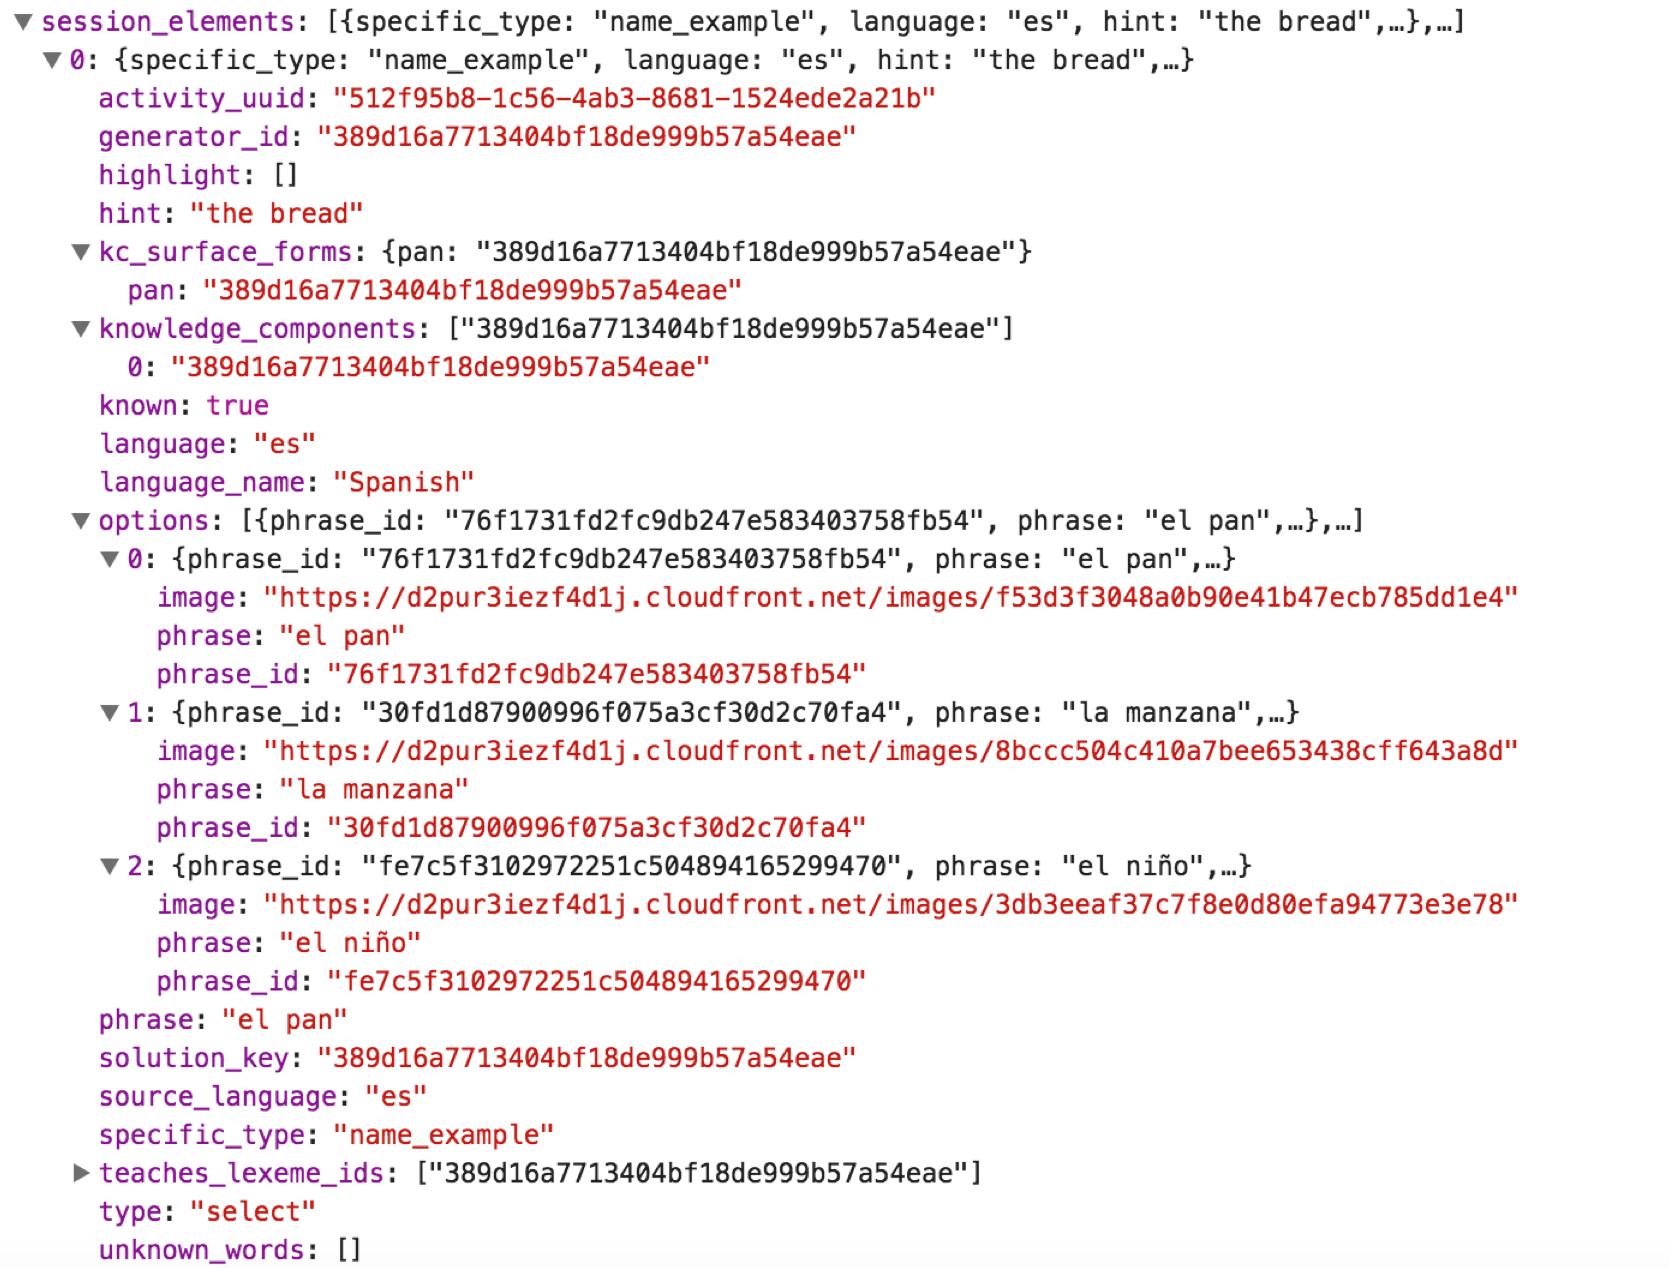 ▼ session_elements: [{specific_type: "name_example", language: "es", hint: "the bread",…},…]
▼ 0: {specific_type: "name_example", language: "es", hint: "the bread",…}
activity_uuid: "512f95b8-1c56-4ab3-8681-1524ede2a21b"
generator_id: "389d16a7713404bf18de999b57a54eae"
highlight: []
hint: "the bread"
▼ kc_surface_forms: {pan: "389d16a7713404bf18de999b57a54eae"}
pan: "389d16a7713404bf18de999b57a54eae"
▼ knowledge_components: ["389d16a7713404bf18de999b57a54eae"]
0: "389d16a7713404bf18de999b57a54eae"
known: true
language: "es"
language_name: "Spanish"
▼ options: [{phrase_id: "76f1731fd2fc9db247e583403758fb54", phrase: "el pan",…},…]
▼ 0: {phrase_id: "76f1731fd2fc9db247e583403758fb54", phrase: "el pan",…}
image: "https://d2pur3iezf4d1j.cloudfront.net/images/f53d3f3048a0b90e41b47ecb785dd1e4"
phrase: "el pan"
phrase_id: "76f1731fd2fc9db247e583403758fb54"
▼ 1: {phrase_id: "30fd1d87900996f075a3cf30d2c70fa4", phrase: "la manzana",…}
image: "https://d2pur3iezf4d1j.cloudfront.net/images/8bccc504c410a7bee653438cff643a8d"
phrase: "la manzana"
phrase_id: "30fd1d87900996f075a3cf30d2c70fa4"
▼ 2: {phrase_id: "fe7c5f3102972251c504894165299470", phrase: "el niño",…}
image: "https://d2pur3iezf4d1j.cloudfront.net/images/3db3eeaf37c7f8e0d80efa94773e3e78"
phrase: "el niño"
phrase_id: "fe7c5f3102972251c504894165299470"
phrase: "el pan"
solution_key: "389d16a7713404bf18de999b57a54eae"
source_language: "es"
specific_type: "name_example"
▶ teaches_lexeme_ids: ["389d16a7713404bf18de999b57a54eae"]
type: "select"
unknown_words: []